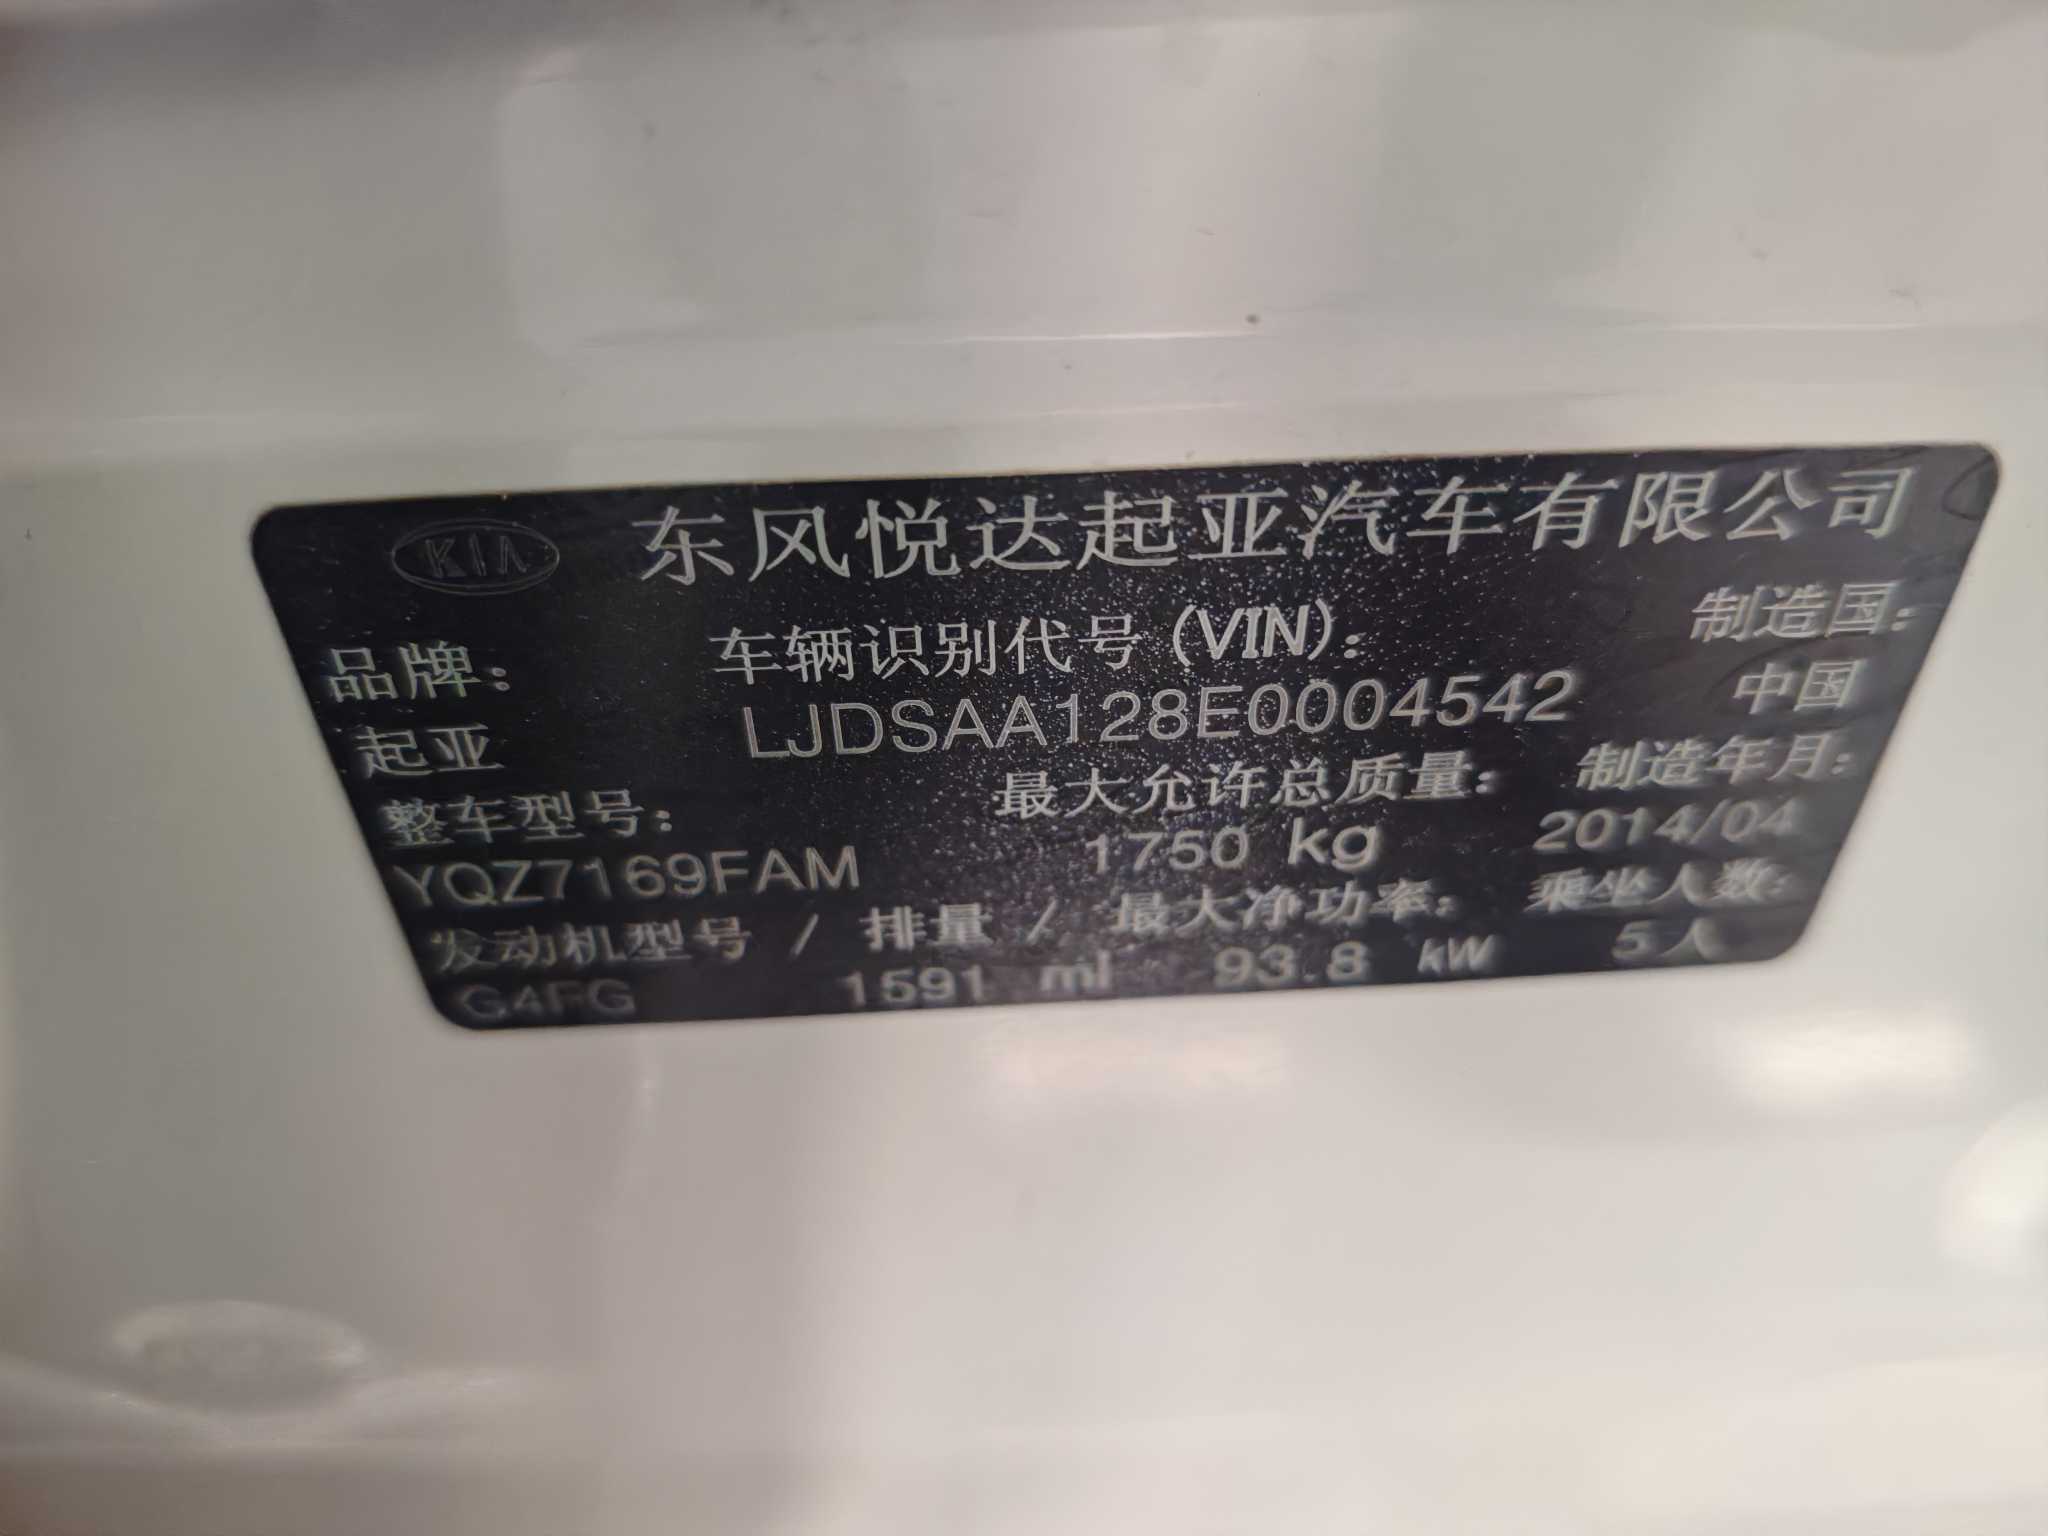 KIA 东风悦达起亚汽车有限公司
品牌: 车辆识别代号 (VIN): 制造国:
起亚 LJDSAA128E0004542 中国
整车型号: 最大允许总质量: 制造年月:
YQZ7169FAM 1750 kg 2014/04
发动机型号 / 排量 / 最大净功率: 乘坐人数:
G4FG 1591 ml 93.8 kW 5人